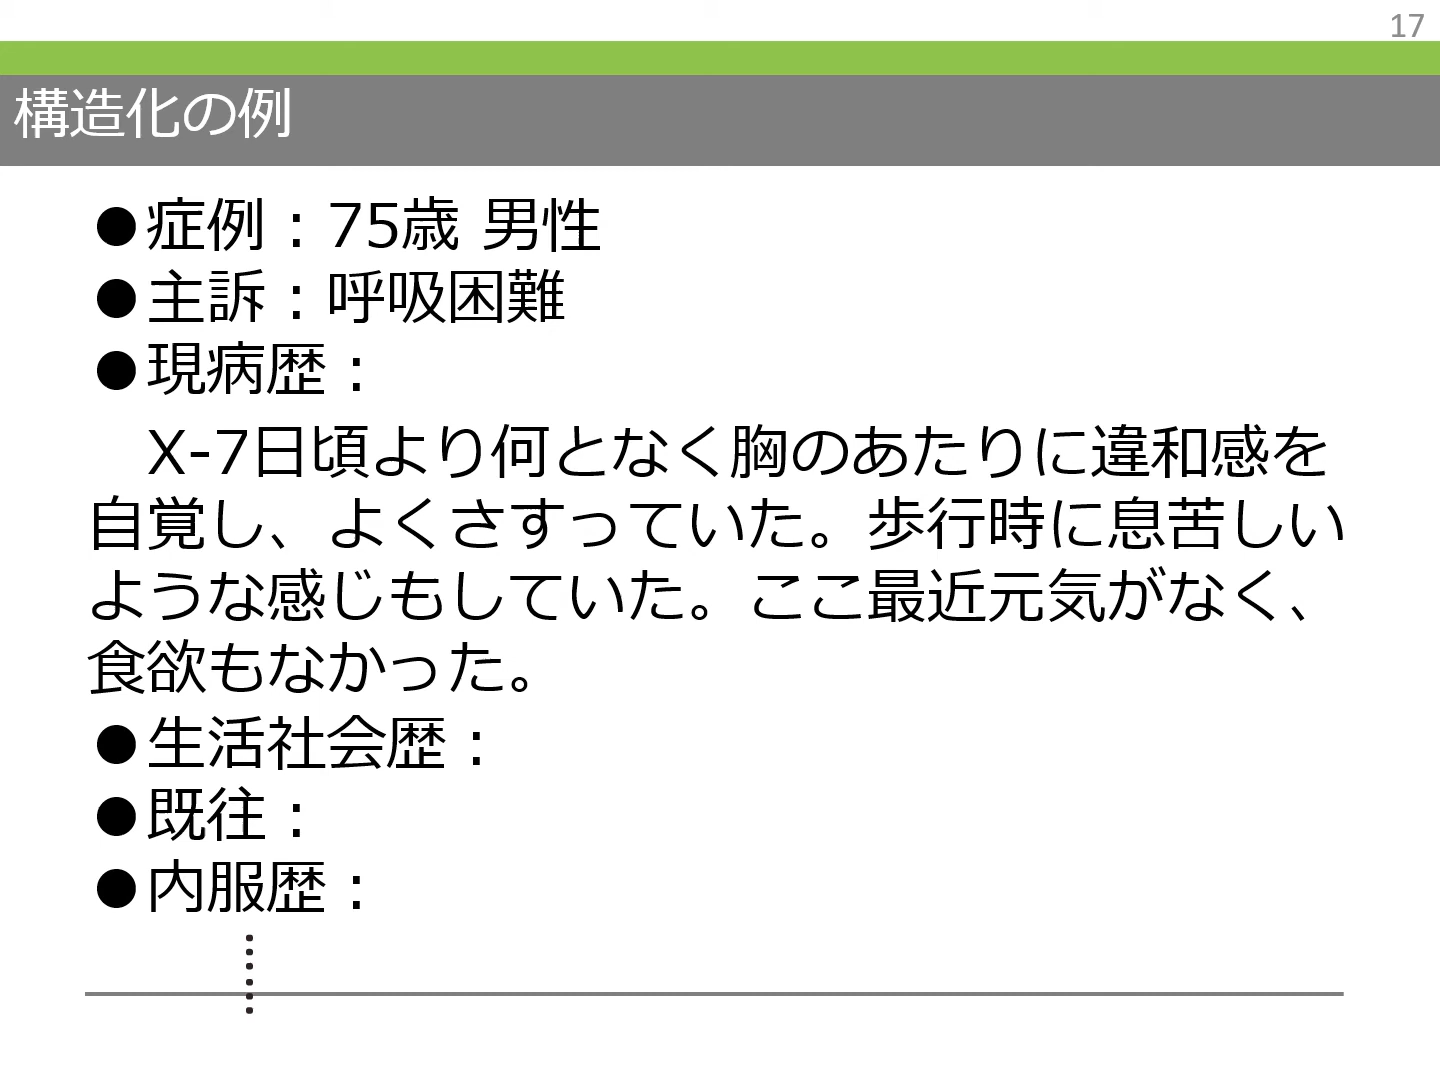 17
構造化の例
●症例：75歳 男性
●主訴：呼吸困難
●現病歴：
　X-7日頃より何となく胸のあたりに違和感を
自覚し、よくさすっていた。歩行時に息苦しい
ような感じもしていた。ここ最近元気がなく、
食欲もなかった。
●生活社会歴：
●既往：
●内服歴：